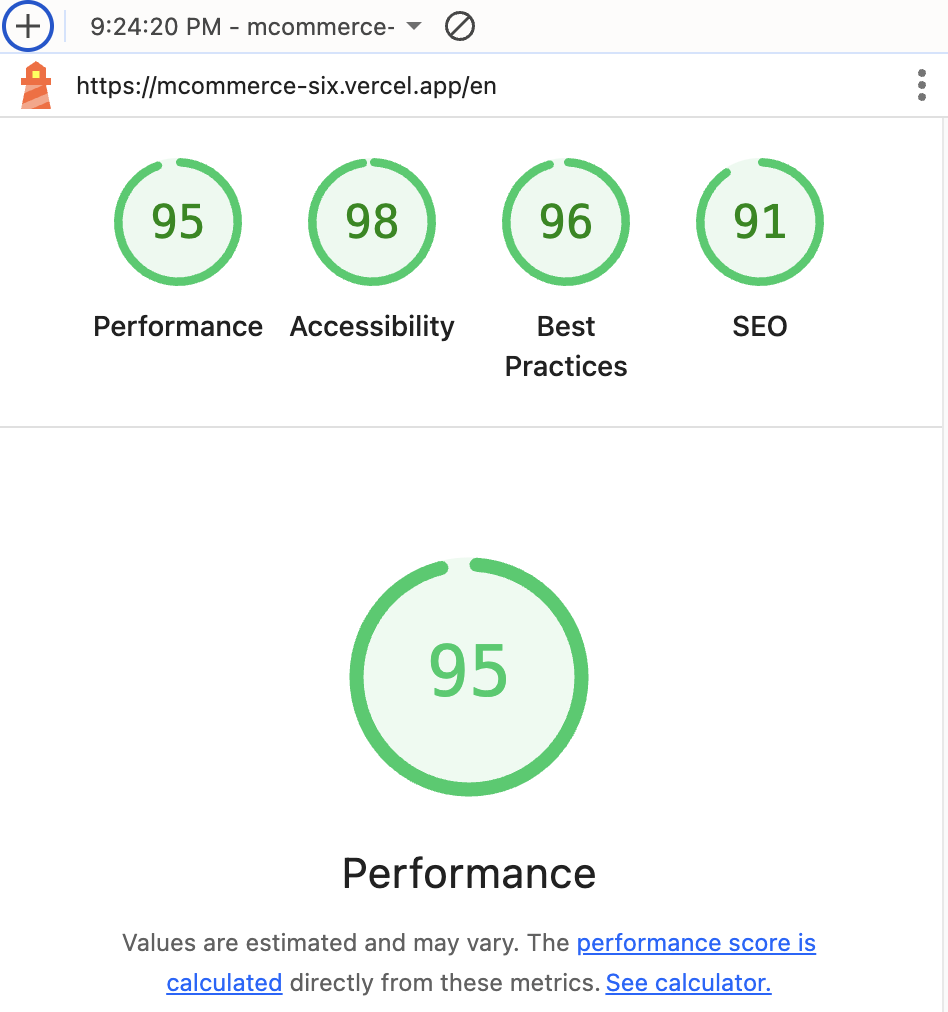 9:24:20 PM - mcommerce-
https://mcommerce-six.vercel.app/en
95
98
96
91
Performance
Accessibility
Best
Practices
SEO
95
Performance
Values are estimated and may vary. The performance score is
calculated directly from these metrics. See calculator.